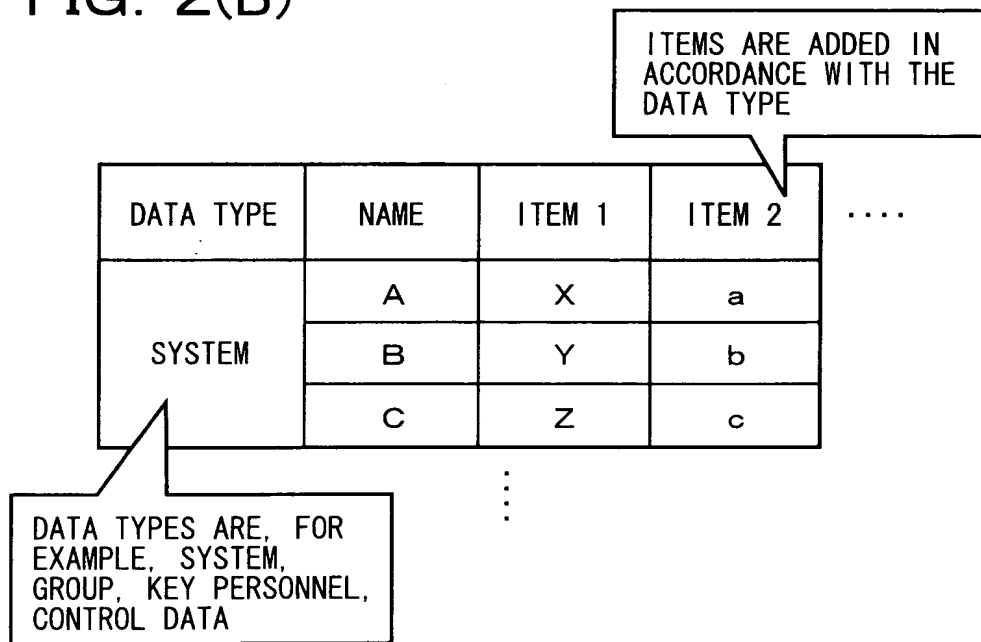 FIG. 2(B)
ITEMS ARE ADDED IN
ACCORDANCE WITH THE
DATA TYPE
DATA TYPE NAME ITEM 1 ITEM 2 ....
SYSTEM
A X a
B Y b
C Z c
DATA TYPES ARE, FOR
EXAMPLE, SYSTEM,
GROUP, KEY PERSONNEL,
CONTROL DATA